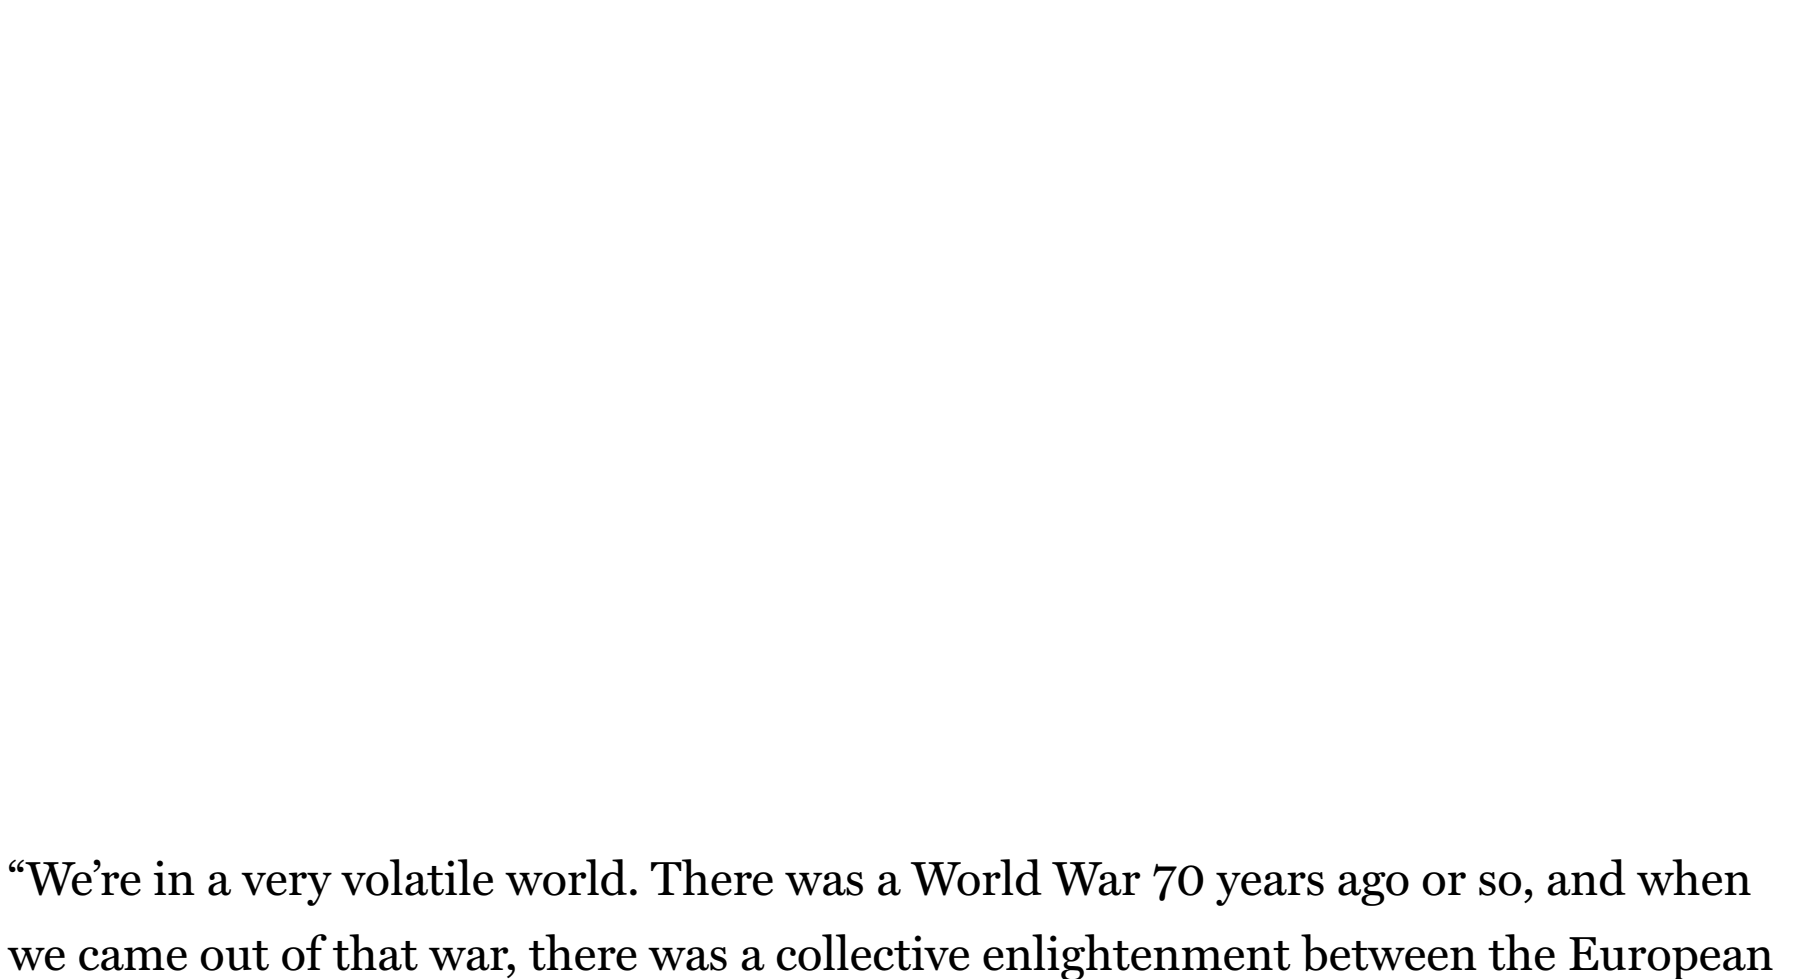 “We’re in a very volatile world. There was a World War 70 years ago or so, and when
we came out of that war, there was a collective enlightenment between the European